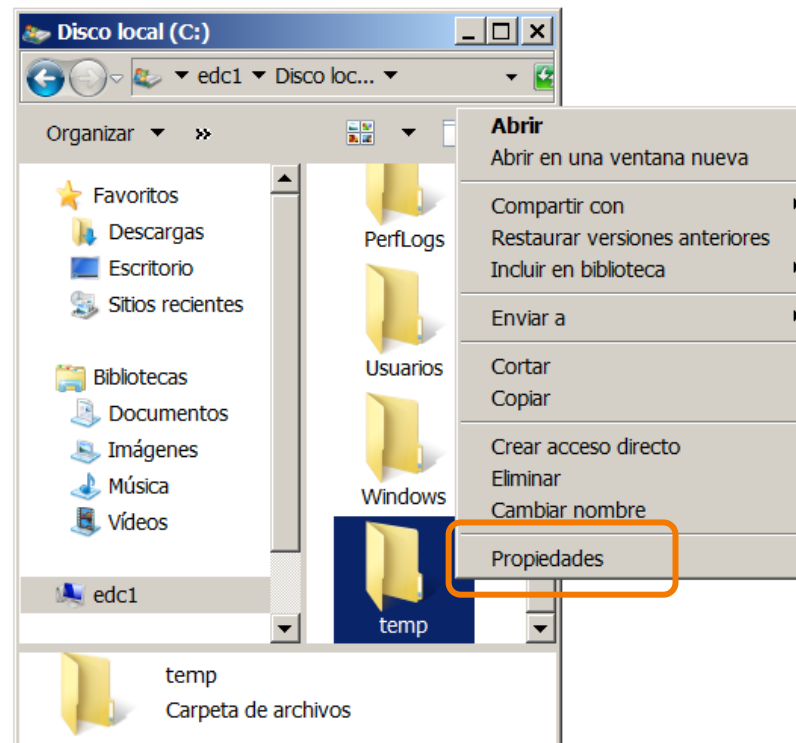 Disco local (C:)
edc1 Disco loc...
Organizar »
Favoritos
Descargas
Escritorio
Sitios recientes
Bibliotecas
Documentos
Imágenes
Música
Vídeos
edc1
PerfLogs
Usuarios
Windows
temp
Abrir
Abrir en una ventana nueva
Compartir con
Restaurar versiones anteriores
Incluir en biblioteca
Enviar a
Cortar
Copiar
Crear acceso directo
Eliminar
Cambiar nombre
Propiedades
temp
Carpeta de archivos